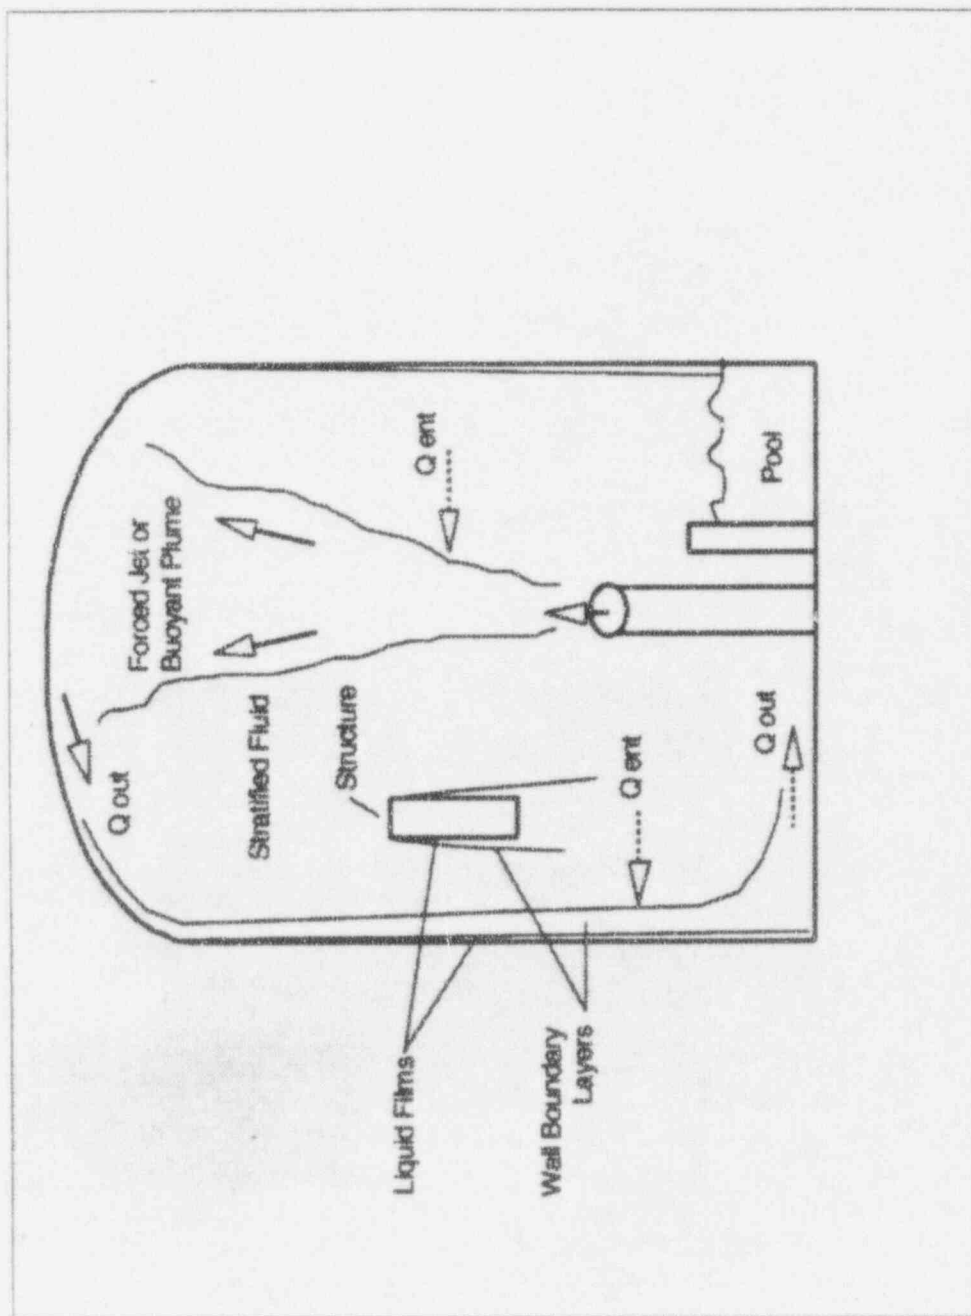 Forced Jet or
Buoyant Plume
Q out
Stratified Fluid
Structure
Q ent
Q ent
Liquid Films
Wall Boundary
Layers
Q out
Pool